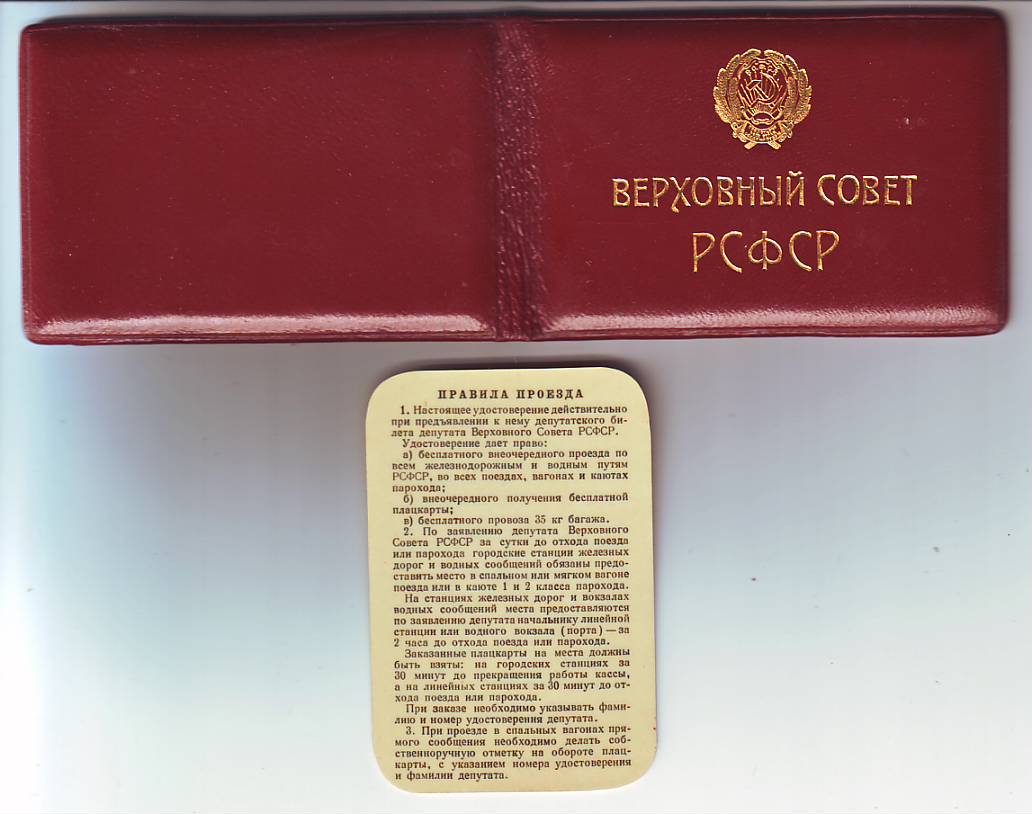 ВЕРХОВНЫЙ СОВЕТ
РСФСР
ПРАВИЛА ПРОЕЗДА
1. Настоящее удостоверение действительно
при предъявлении к нему депутатского би-
лета депутата Верховного Совета РСФСР.
Удостоверение дает право:
а) бесплатного внеочередного проезда по
всем железнодорожным и водным путям
РСФСР, во всех поездах, вагонах и каютах
парохода;
б) внеочередного получения бесплатной
плацкарты;
в) бесплатного провоза 35 кг багажа.
2. По заявлению депутата Верховного
Совета РСФСР за сутки до отхода поезда
или парохода городские станции железных
дорог и водных сообщений обязаны предо-
ставить место в спальном или мягком вагоне
поезда или в каюте 1 и 2 класса парохода.
На станциях железных дорог и вокзалах
водных сообщений места предоставляются
по заявлению депутата начальнику линейной
станции или водного вокзала (порта) — за
2 часа до отхода поезда или парохода.
Заказанные плацкарты на места должны
быть взяты: на городских станциях за
30 минут до прекращения работы кассы,
а на линейных станциях за 30 минут до от-
хода поезда или парохода.
При заказе необходимо указывать фами-
лию и номер удостоверения депутата.
3. При проезде в спальных вагонах пря-
мого сообщения необходимо делать соб-
ственноручную отметку на обороте плац-
карты, с указанием номера удостоверения
и фамилии депутата.